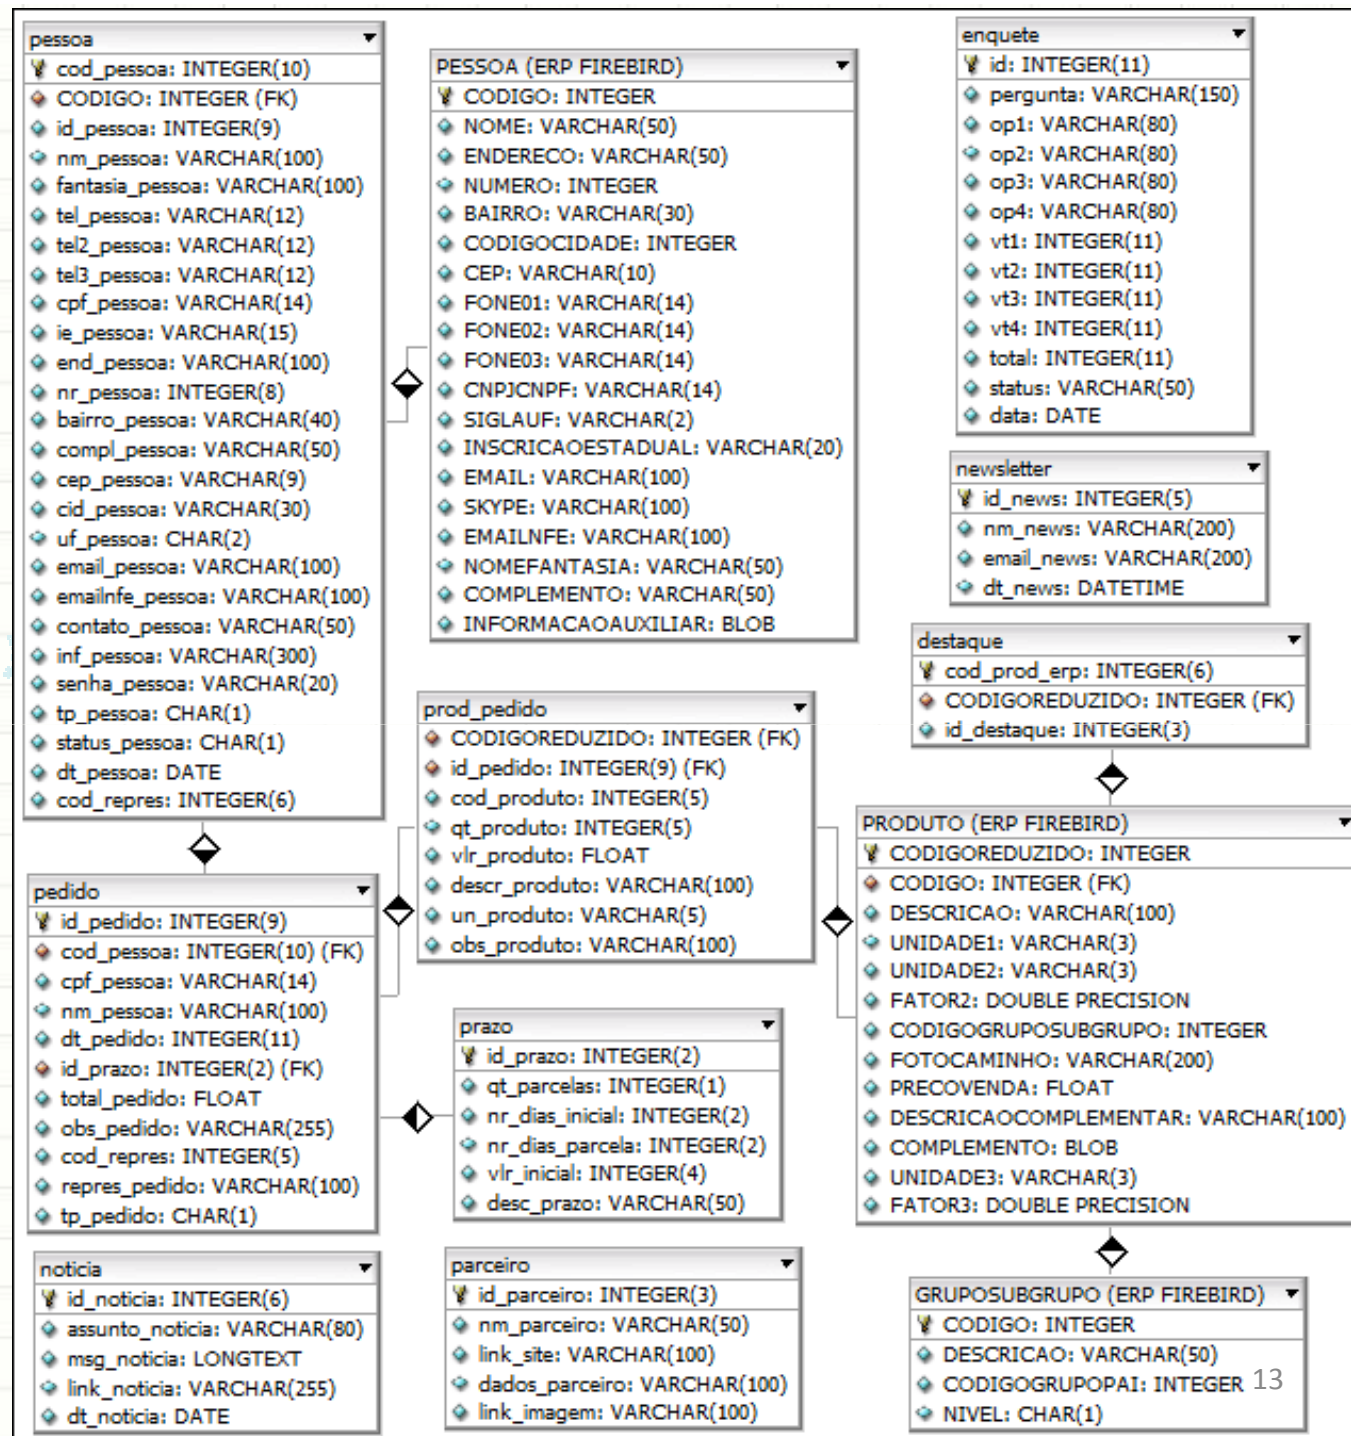 pessoa
cod_pessoa: INTEGER(10)
CODIGO: INTEGER (FK)
id_pessoa: INTEGER(9)
nm_pessoa: VARCHAR(100)
fantasia_pessoa: VARCHAR(100)
tel_pessoa: VARCHAR(12)
tel2_pessoa: VARCHAR(12)
tel3_pessoa: VARCHAR(12)
cpf_pessoa: VARCHAR(14)
ie_pessoa: VARCHAR(15)
end_pessoa: VARCHAR(100)
nr_pessoa: INTEGER(8)
bairro_pessoa: VARCHAR(40)
compl_pessoa: VARCHAR(50)
cep_pessoa: VARCHAR(9)
cid_pessoa: VARCHAR(30)
uf_pessoa: CHAR(2)
email_pessoa: VARCHAR(100)
emailnfe_pessoa: VARCHAR(100)
contato_pessoa: VARCHAR(50)
inf_pessoa: VARCHAR(300)
senha_pessoa: VARCHAR(20)
tp_pessoa: CHAR(1)
status_pessoa: CHAR(1)
dt_pessoa: DATE
cod_repres: INTEGER(6)
PESSOA (ERP FIREBIRD)
CODIGO: INTEGER
NOME: VARCHAR(50)
ENDERECO: VARCHAR(50)
NUMERO: INTEGER
BAIRRO: VARCHAR(30)
CODIGOCIDADE: INTEGER
CEP: VARCHAR(10)
FONE01: VARCHAR(14)
FONE02: VARCHAR(14)
FONE03: VARCHAR(14)
CNPJCNPF: VARCHAR(14)
SIGLAUF: VARCHAR(2)
INSCRICAOESTADUAL: VARCHAR(20)
EMAIL: VARCHAR(100)
SKYPE: VARCHAR(100)
EMAILNFE: VARCHAR(100)
NOMEFANTASIA: VARCHAR(50)
COMPLEMENTO: VARCHAR(50)
INFORMACAOAUXILIAR: BLOB
enquete
id: INTEGER(11)
pergunta: VARCHAR(150)
op1: VARCHAR(80)
op2: VARCHAR(80)
op3: VARCHAR(80)
op4: VARCHAR(80)
vt1: INTEGER(11)
vt2: INTEGER(11)
vt3: INTEGER(11)
vt4: INTEGER(11)
total: INTEGER(11)
status: VARCHAR(50)
data: DATE
newsletter
id_news: INTEGER(5)
nm_news: VARCHAR(200)
email_news: VARCHAR(200)
dt_news: DATETIME
destaque
cod_prod_erp: INTEGER(6)
CODIGOREDUZIDO: INTEGER (FK)
id_destaque: INTEGER(3)
prod_pedido
CODIGOREDUZIDO: INTEGER (FK)
id_pedido: INTEGER(9) (FK)
cod_produto: INTEGER(5)
qt_produto: INTEGER(5)
vlr_produto: FLOAT
descr_produto: VARCHAR(100)
un_produto: VARCHAR(5)
obs_produto: VARCHAR(100)
PRODUTO (ERP FIREBIRD)
CODIGOREDUZIDO: INTEGER
CODIGO: INTEGER (FK)
DESCRICAO: VARCHAR(100)
UNIDADE1: VARCHAR(3)
UNIDADE2: VARCHAR(3)
FATOR2: DOUBLE PRECISION
CODIGOGRUPOSUBGRUPO: INTEGER
FOTOCAMINHO: VARCHAR(200)
PRECOVENDA: FLOAT
DESCRICAOCOMPLEMENTAR: VARCHAR(100)
COMPLEMENTO: BLOB
UNIDADE3: VARCHAR(3)
FATOR3: DOUBLE PRECISION
pedido
id_pedido: INTEGER(9)
cod_pessoa: INTEGER(10) (FK)
cpf_pessoa: VARCHAR(14)
nm_pessoa: VARCHAR(100)
dt_pedido: INTEGER(11)
id_prazo: INTEGER(2) (FK)
total_pedido: FLOAT
obs_pedido: VARCHAR(255)
cod_repres: INTEGER(5)
repres_pedido: VARCHAR(100)
tp_pedido: CHAR(1)
prazo
id_prazo: INTEGER(2)
qt_parcelas: INTEGER(1)
nr_dias_inicial: INTEGER(2)
nr_dias_parcela: INTEGER(2)
vlr_inicial: INTEGER(4)
desc_prazo: VARCHAR(50)
noticia
id_noticia: INTEGER(6)
assunto_noticia: VARCHAR(80)
msg_noticia: LONGTEXT
link_noticia: VARCHAR(255)
dt_noticia: DATE
parceiro
id_parceiro: INTEGER(3)
nm_parceiro: VARCHAR(50)
link_site: VARCHAR(100)
dados_parceiro: VARCHAR(100)
link_imagem: VARCHAR(100)
GRUPOSUBGRUPO (ERP FIREBIRD)
CODIGO: INTEGER
DESCRICAO: VARCHAR(50)
CODIGOGRUPOPAI: INTEGER
NIVEL: CHAR(1)
13